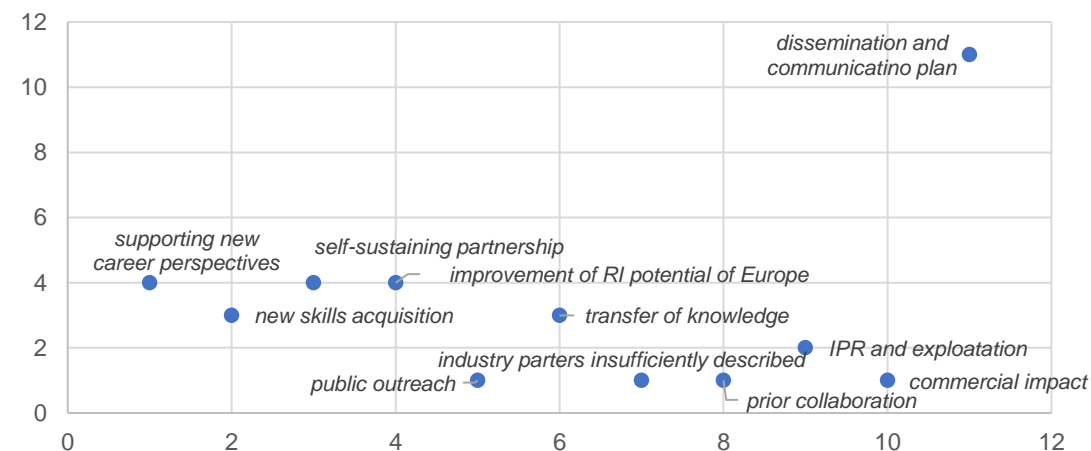 12
dissemination and
communicatino plan
10
8
6
supporting new
career perspectives
self-sustaining partnership
improvement of RI potential of Europe
4
new skills acquisition
transfer of knowledge
2
industry parters insufficiently described
IPR and exploatation
public outreach
commercial impact
prior collaboration
0
0 2 4 6 8 10 12